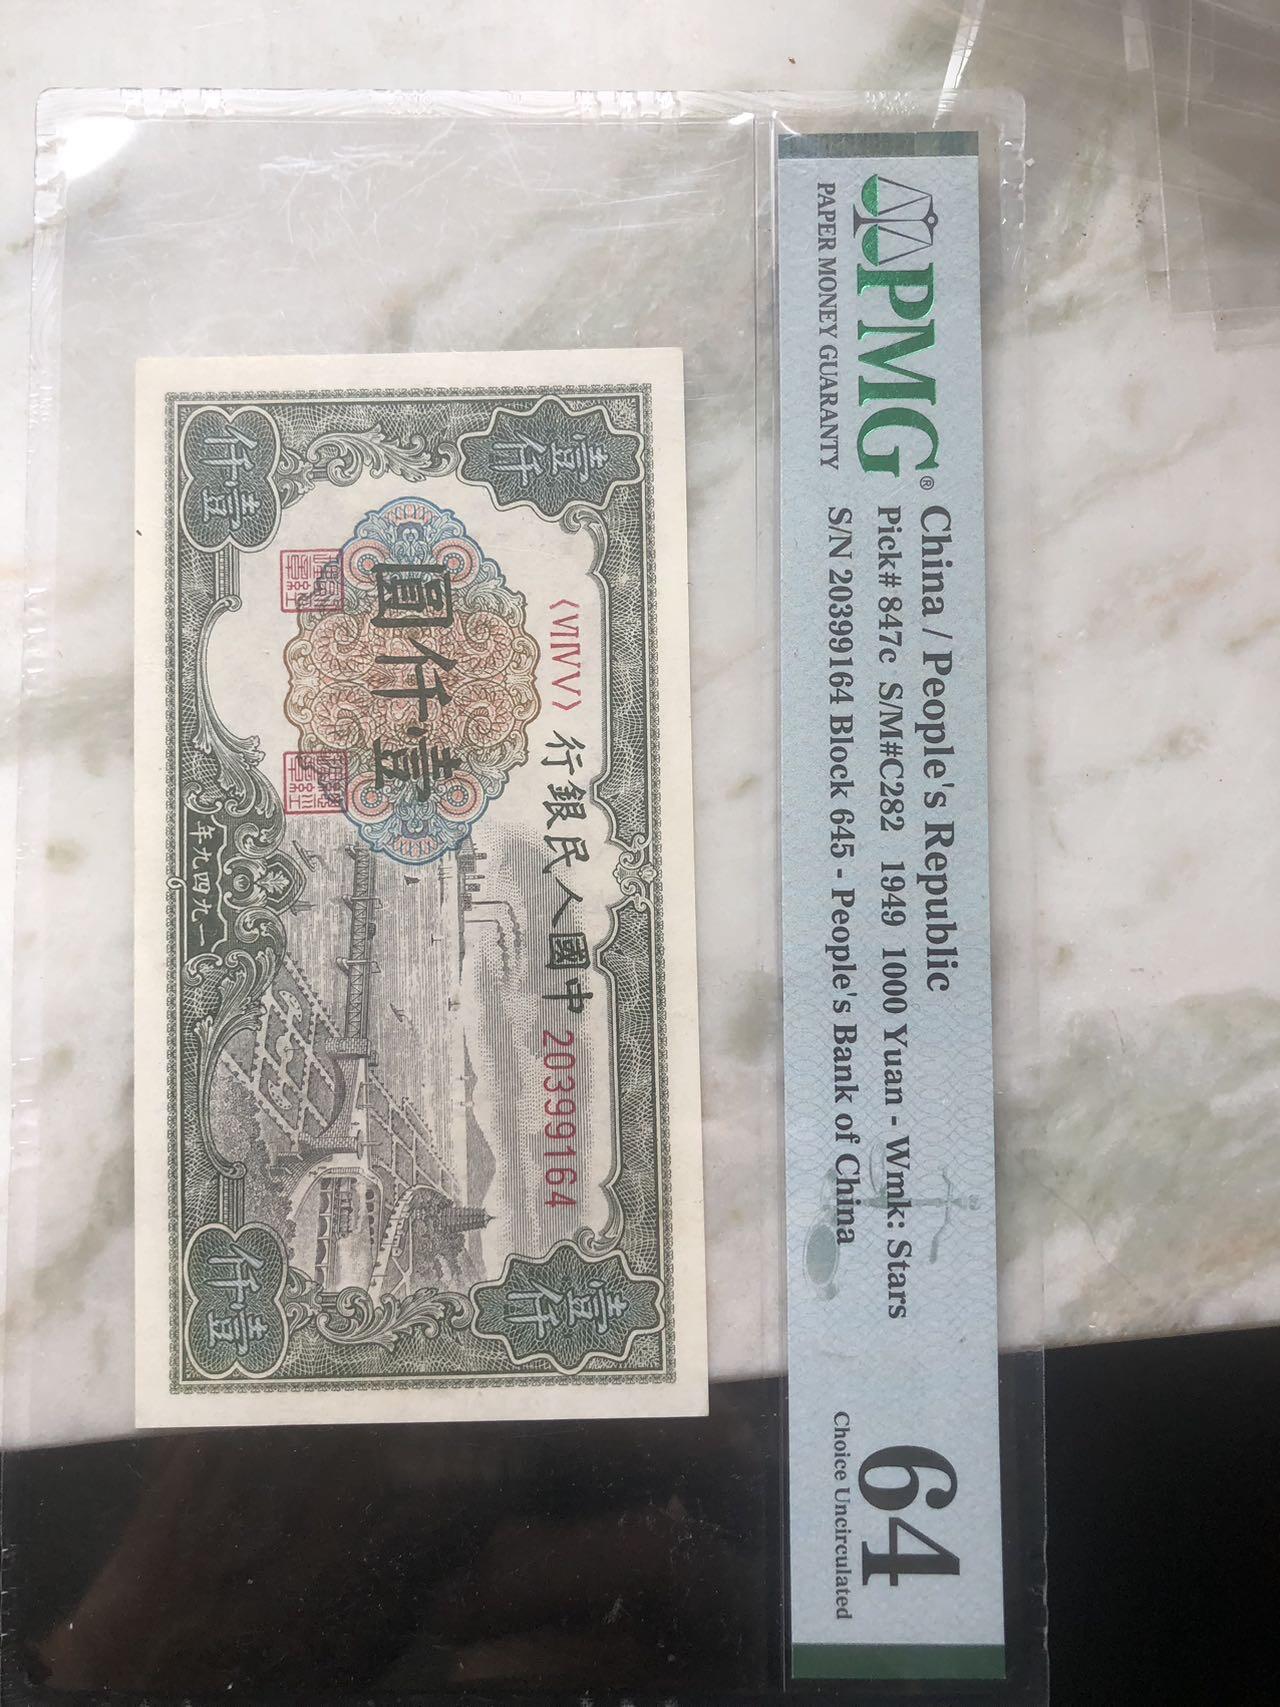 PMG®
PAPER MONEY GUARANTY
China / People's Republic
Pick# 847c S/M#C282 1949 1000 Yuan - Wmk: Stars
S/N 20399164 Block 645 - People's Bank of China
64
Choice Uncirculated
壹仟
壹仟
〈ⅥⅣⅤ〉 行銀民人國中 20399164
圓仟壹
仟壹
年九四九一
仟壹